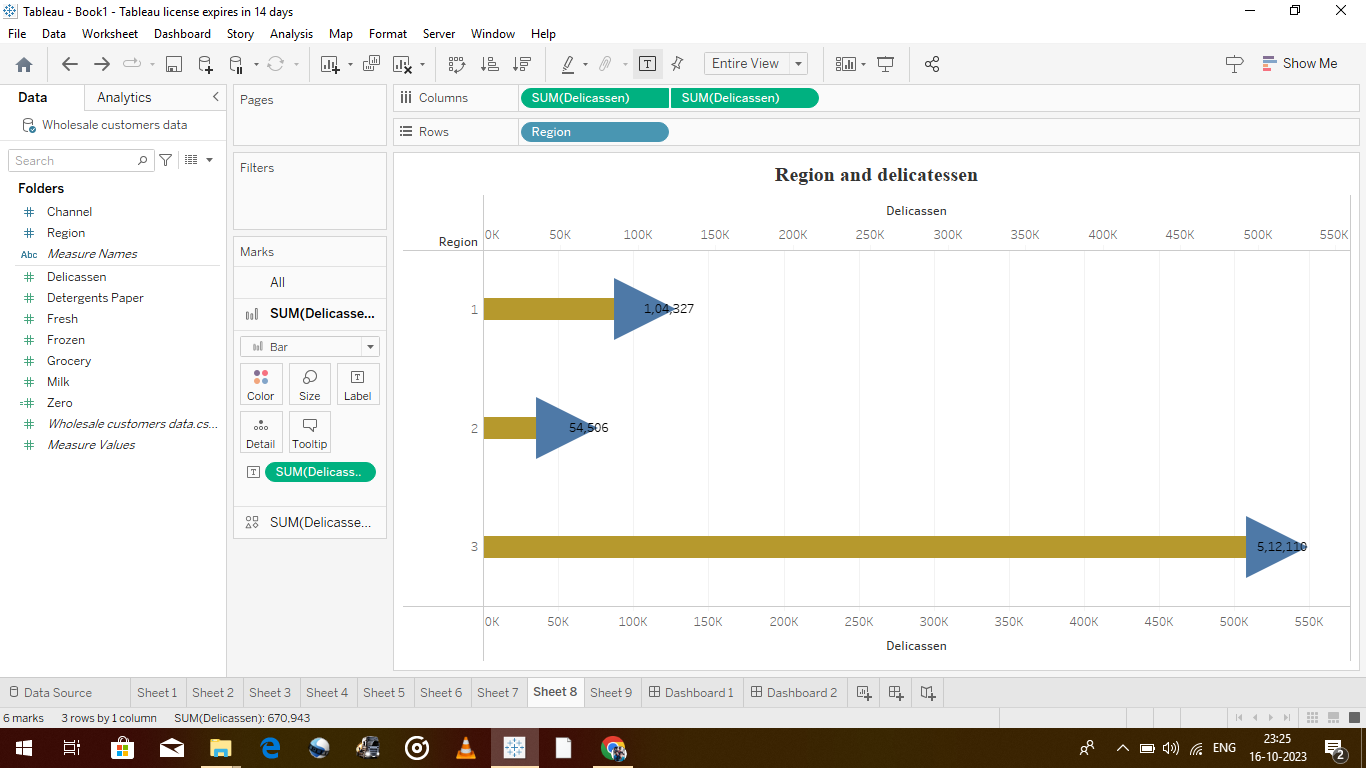 Tableau - Book1 - Tableau license expires in 14 days
File Data Worksheet Dashboard Story Analysis Map Format Server Window Help
Entire View
Show Me
Data Analytics
Pages
Columns SUM(Delicassen) SUM(Delicassen)
Wholesale customers data
Rows Region
Search
Filters
Folders
Channel
Region
Measure Names
Delicassen
Detergents Paper
Fresh
Frozen
Grocery
Milk
Zero
Wholesale customers data.cs...
Measure Values
Marks
All
SUM(Delicasse...
Bar
Color Size Label
Detail Tooltip
SUM(Delicass..
SUM(Delicasse...
Region and delicatessen
Delicassen
Region
0K 50K 100K 150K 200K 250K 300K 350K 400K 450K 500K 550K
1 1,04,327
2 54,506
3 5,12,110
0K 50K 100K 150K 200K 250K 300K 350K 400K 450K 500K 550K
Delicassen
Data Source Sheet 1 Sheet 2 Sheet 3 Sheet 4 Sheet 5 Sheet 6 Sheet 7 Sheet 8 Sheet 9 Dashboard 1 Dashboard 2
6 marks 3 rows by 1 column SUM(Delicassen): 670,943
ENG
23:25
16-10-2023
2